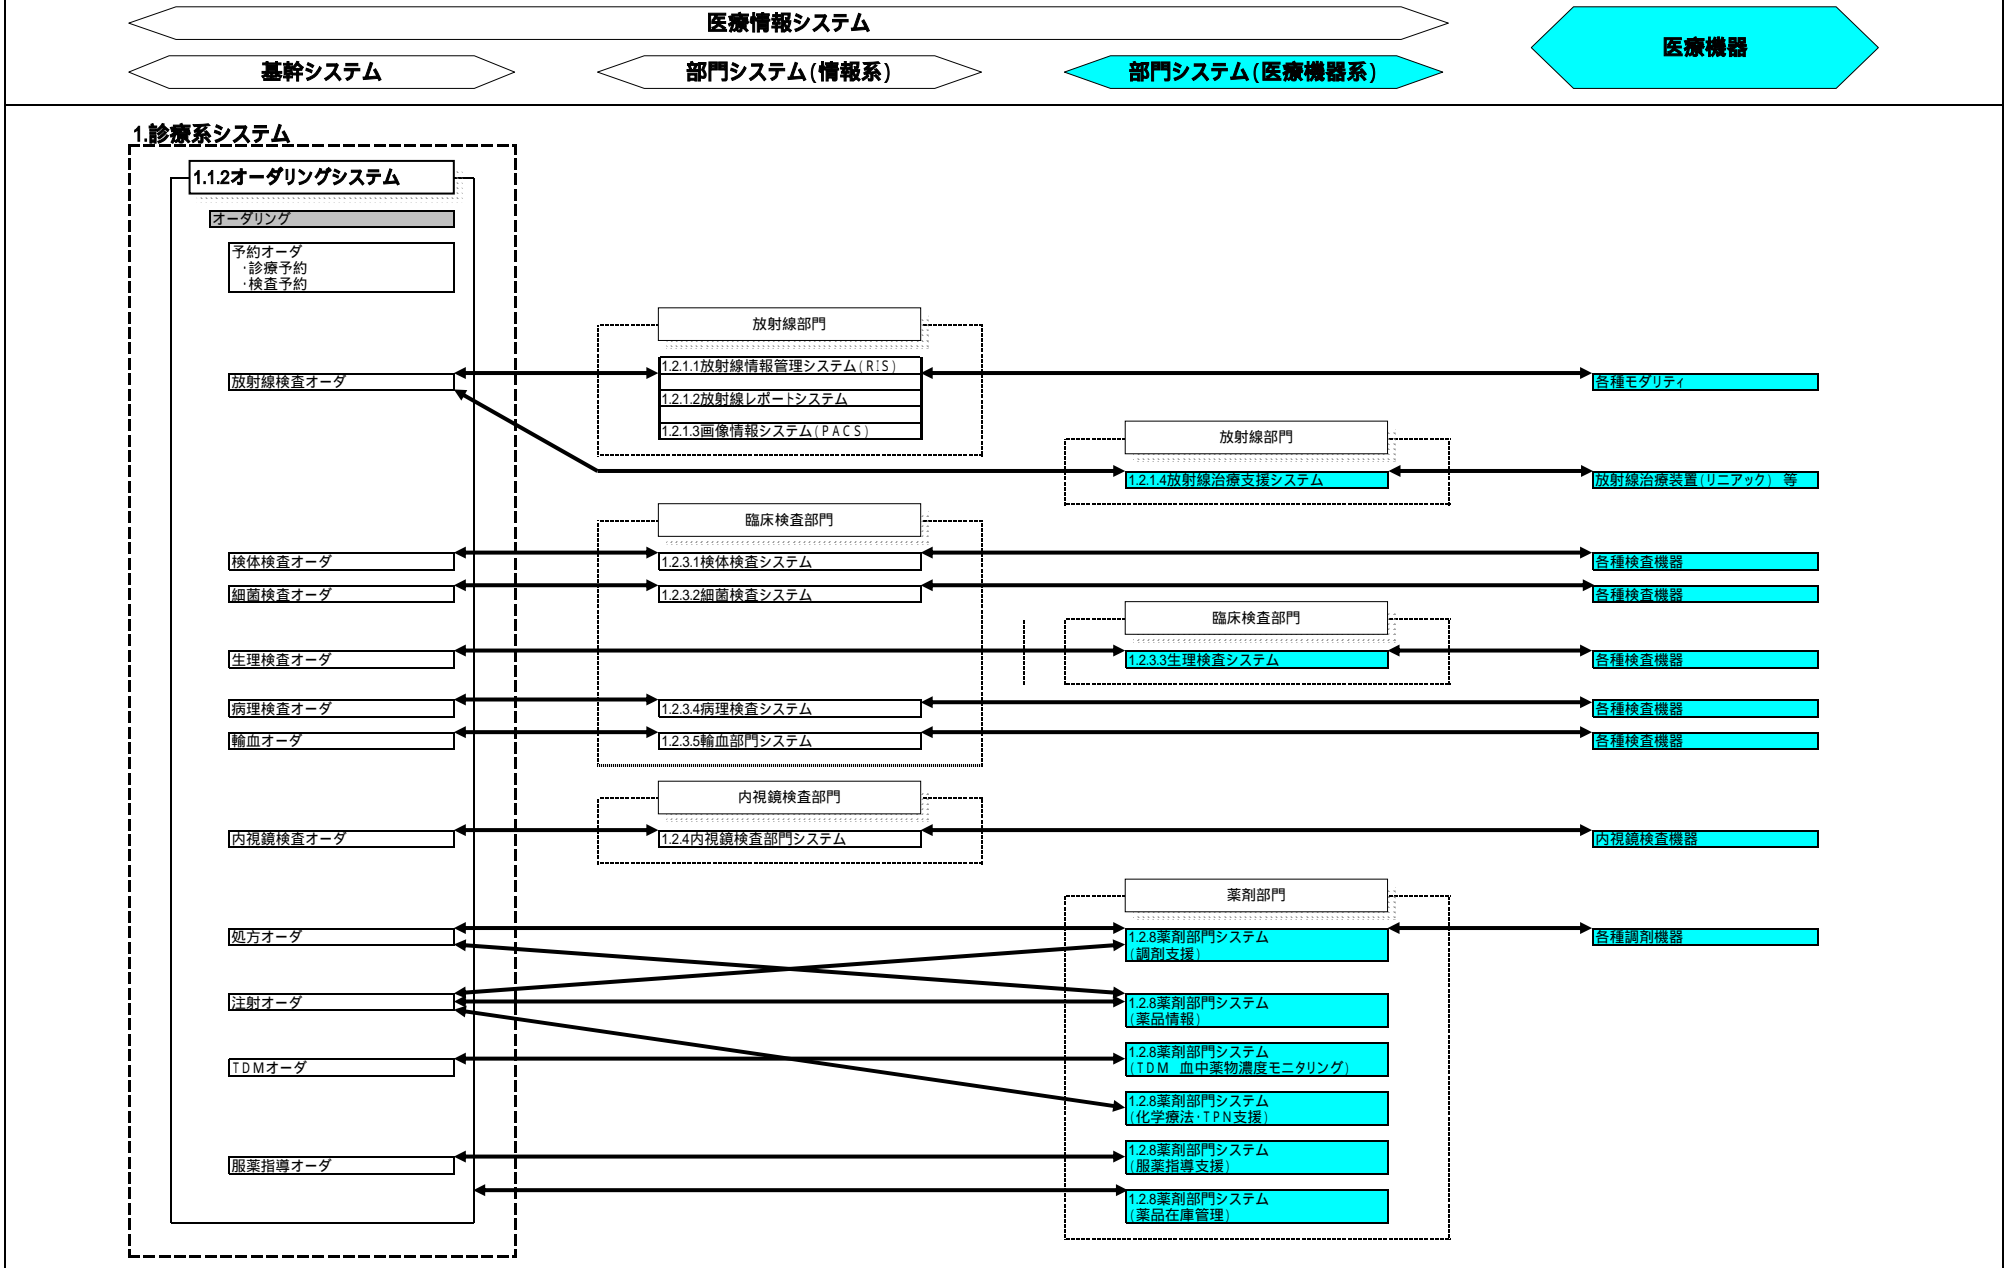 医療情報システム
医療機器
基幹システム
部門システム(情報系)
部門システム(医療機器系)
1.診療系システム
1.1.2オーダリングシステム
オーダリング
予約オーダ
・診療予約
・検査予約
放射線部門
1.2.1.1放射線情報管理システム(RIS)
放射線検査オーダ
各種モダリティ
1.2.1.2放射線レポートシステム
1.2.1.3画像情報システム(PACS)
放射線部門
1.2.1.4放射線治療支援システム
放射線治療装置(リニアック) 等
臨床検査部門
検体検査オーダ
1.2.3.1検体検査システム
各種検査機器
細菌検査オーダ
1.2.3.2細菌検査システム
各種検査機器
臨床検査部門
生理検査オーダ
1.2.3.3生理検査システム
各種検査機器
病理検査オーダ
1.2.3.4病理検査システム
各種検査機器
輸血オーダ
1.2.3.5輸血部門システム
各種検査機器
内視鏡検査部門
内視鏡検査オーダ
1.2.4内視鏡検査部門システム
内視鏡検査機器
薬剤部門
処方オーダ
1.2.8薬剤部門システム
(調剤支援)
各種調剤機器
注射オーダ
1.2.8薬剤部門システム
(薬品情報)
TDMオーダ
1.2.8薬剤部門システム
(TDM 血中薬物濃度モニタリング)
1.2.8薬剤部門システム
(化学療法・TPN支援)
服薬指導オーダ
1.2.8薬剤部門システム
(服薬指導支援)
1.2.8薬剤部門システム
(薬品在庫管理)